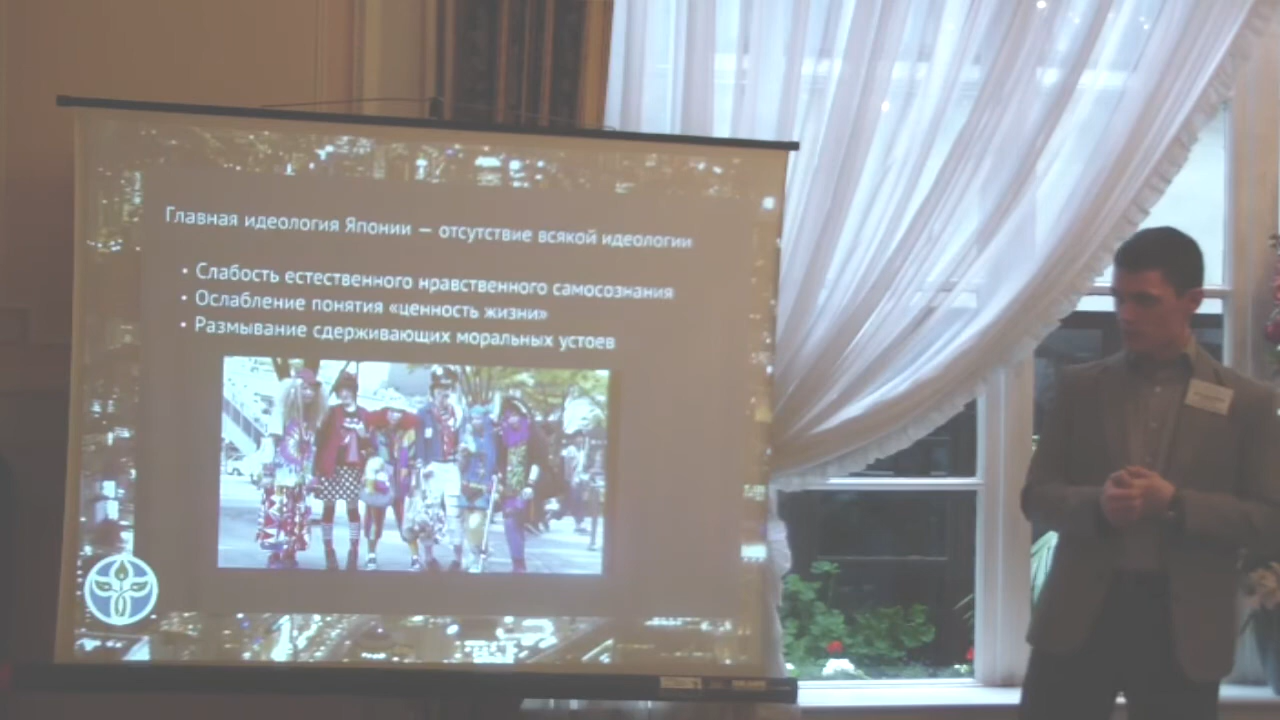 Главная идеология Японии — отсутствие всякой идеологии
• Слабость естественного нравственного самосознания
• Ослабление понятия «ценность жизни»
• Размывание сдерживающих моральных устоев